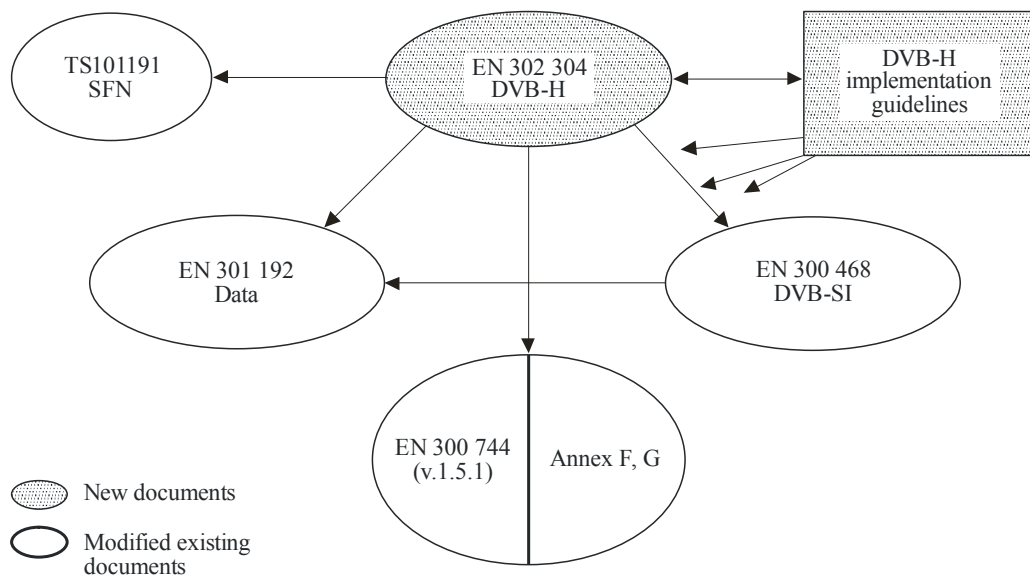 TS101191
SFN
EN 302 304
DVB-H
DVB-H
implementation
guidelines
EN 301 192
Data
EN 300 468
DVB-SI
EN 300 744
(v.1.5.1)
Annex F, G
New documents
Modified existing
documents